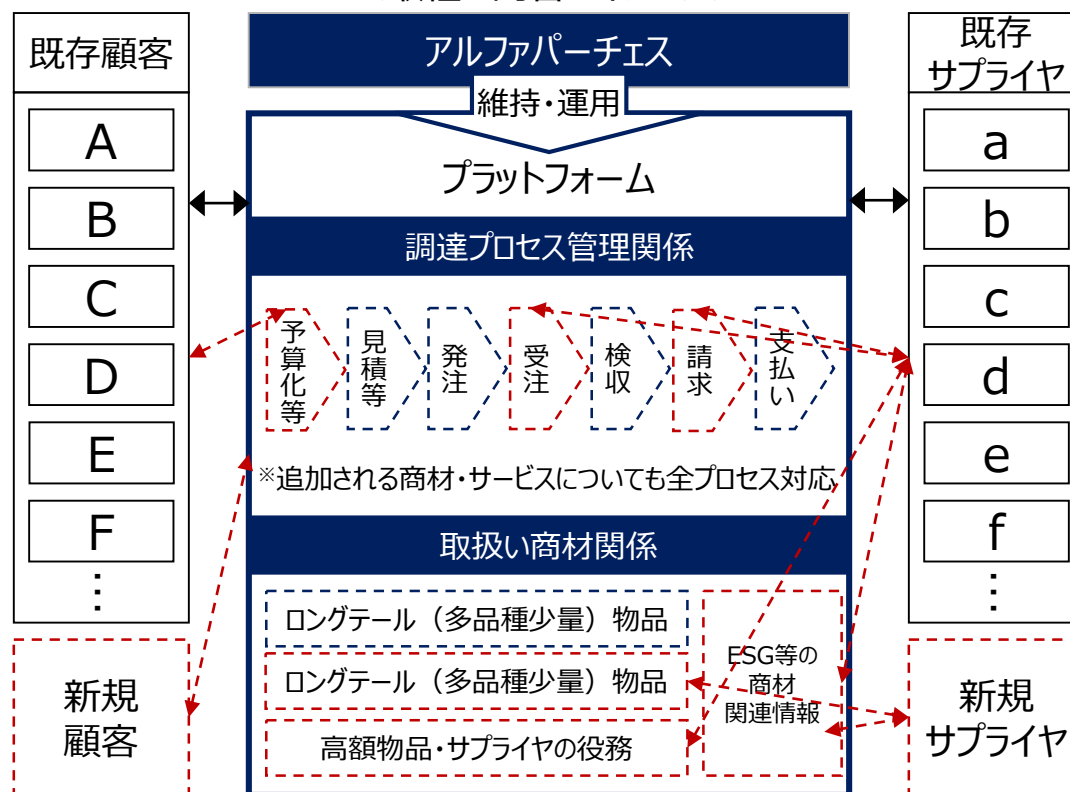 既存顧客
A
B
C
D
E
F
⋮
新規
顧客
アルファパーチェス
維持・運用
プラットフォーム
調達プロセス管理関係
予算化等
見積等
発注
受注
検収
請求
支払い
※追加される商材・サービスについても全プロセス対応
取扱い商材関係
ロングテール（多品種少量）物品
ロングテール（多品種少量）物品
高額物品・サプライヤの役務
ESG等の
商材
関連情報
既存
サプライヤ
a
b
c
d
e
f
⋮
新規
サプライヤ